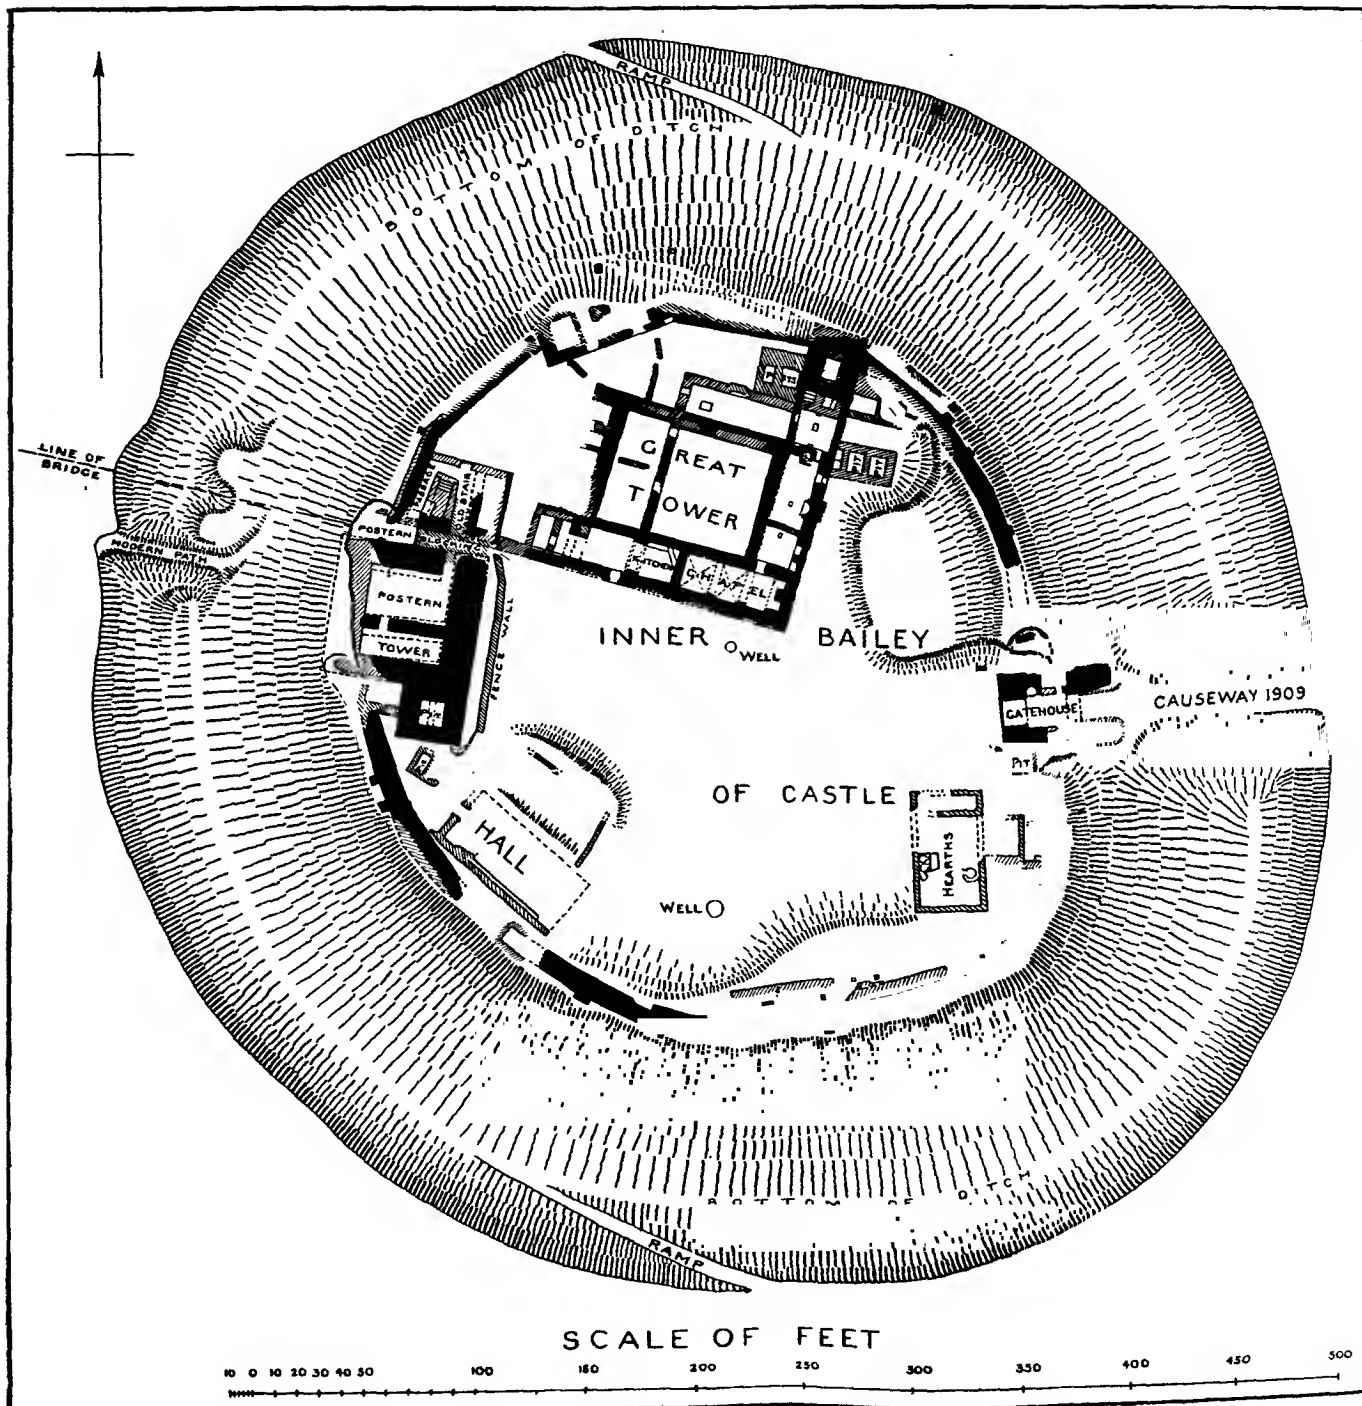 RAMP
BOTTOM OF DITCH
LINE OF
BRIDGE
MODERN PATH
GREAT
TOWER
POSTERN
KITCHEN
CHAPEL
POSTERN
TOWER
FENCE WALL
INNER BAILEY
WELL
GATEHOUSE
CAUSEWAY 1909
PIT
OF CASTLE
HALL
HEARTHS
WELL
BOTTOM OF DITCH
RAMP
SCALE OF FEET
10 0 10 20 30 40 50 100 150 200 250 300 350 400 450 500